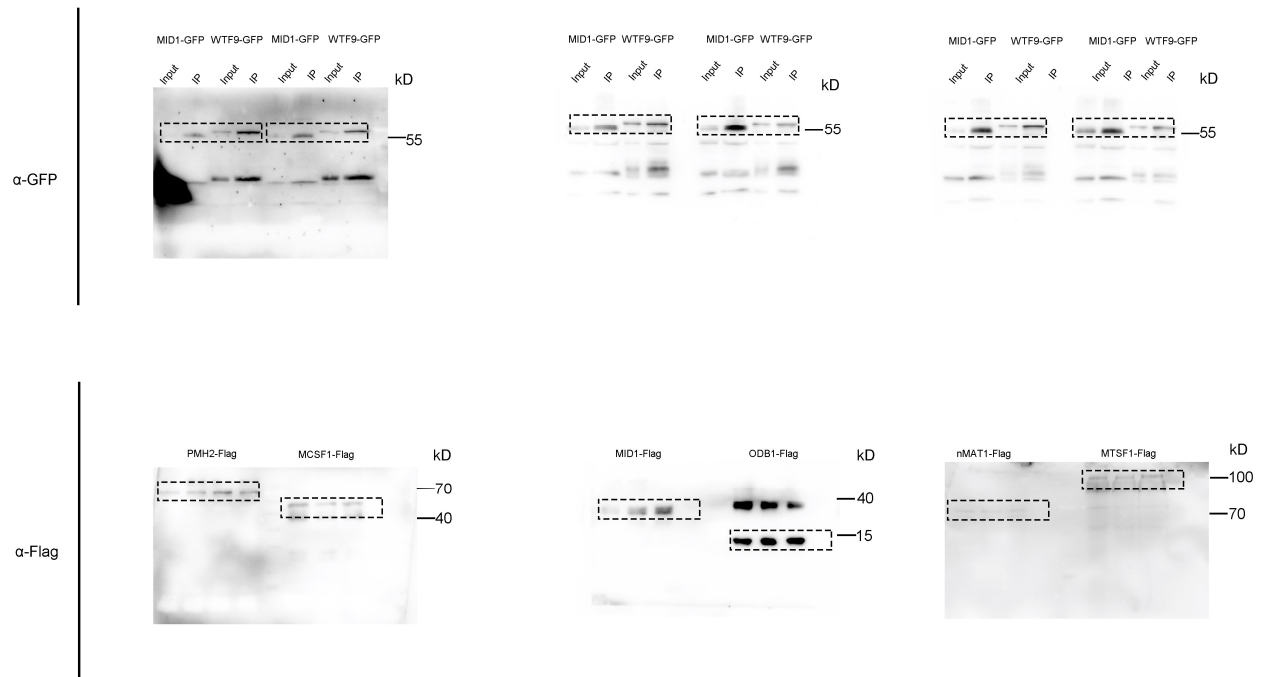 MID1-GFP WTF9-GFP MID1-GFP WTF9-GFP
Input IP Input IP Input IP Input IP kD
55
MID1-GFP WTF9-GFP MID1-GFP WTF9-GFP
Input IP Input IP Input IP Input IP kD
55
MID1-GFP WTF9-GFP MID1-GFP WTF9-GFP
Input IP Input IP Input IP Input IP kD
55
α-GFP
PMH2-Flag MCSF1-Flag kD
70
40
MID1-Flag ODB1-Flag kD
40
15
nMAT1-Flag MTSF1-Flag kD
100
70
α-Flag